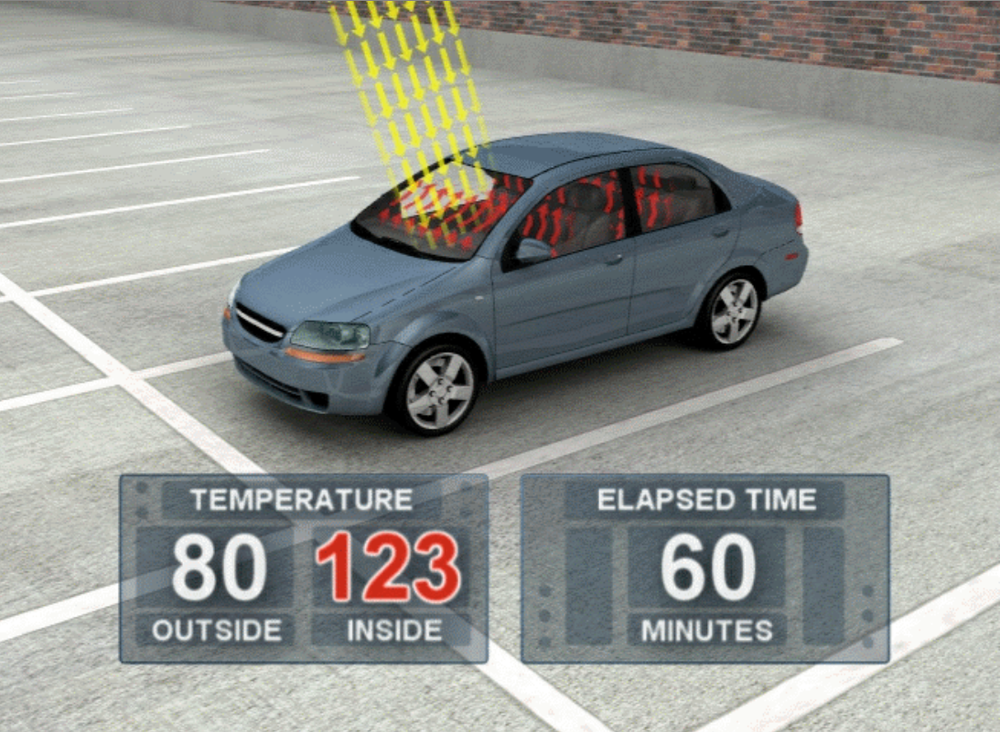 TEMPERATURE
80 123
OUTSIDE INSIDE
ELAPSED TIME
60
MINUTES